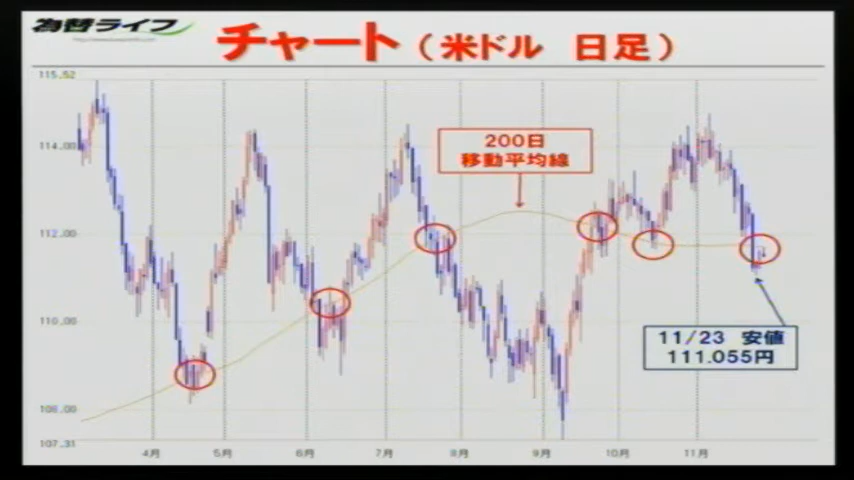 為替ライフ
チャート（米ドル 日足）
115.52
114.00
112.00
110.00
108.00
107.31
200日
移動平均線
11/23 安値
111.055円
4月
5月
6月
7月
8月
9月
10月
11月